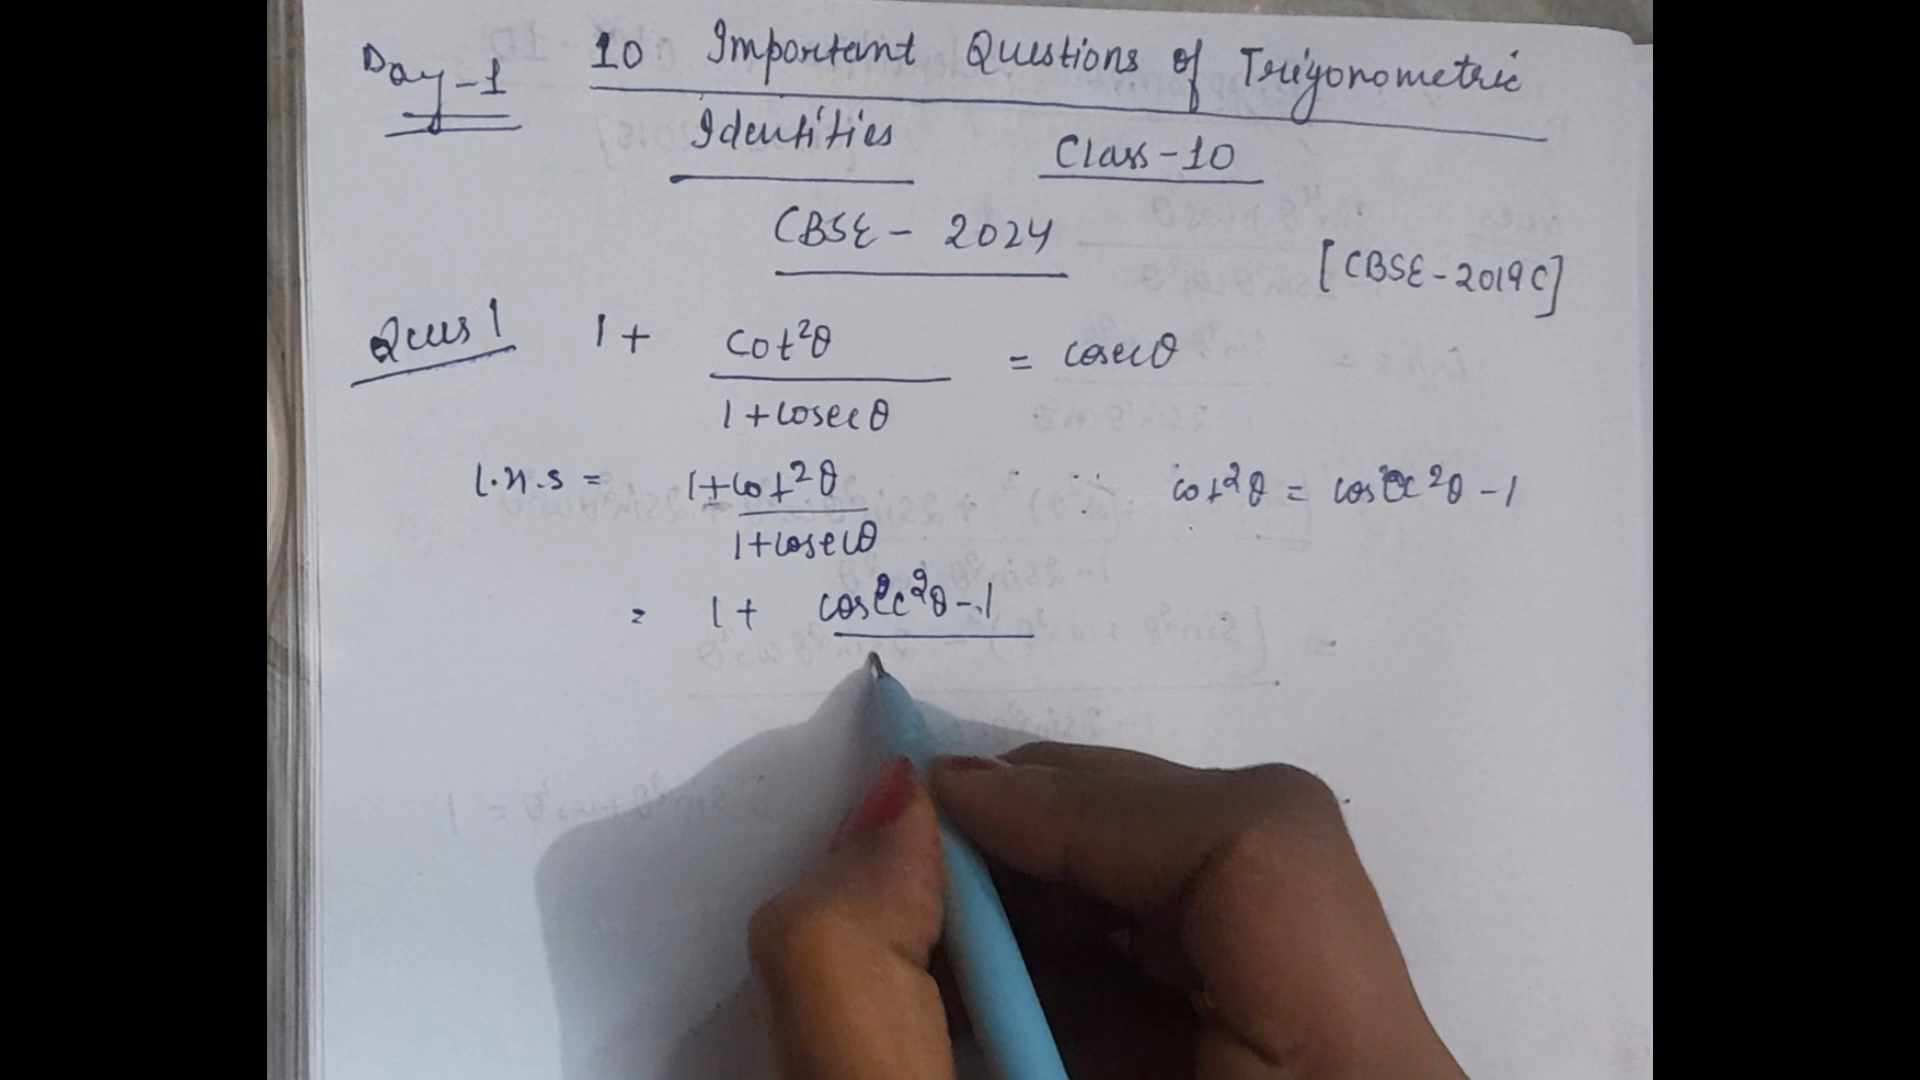 Day-1 10 Important Questions of Trigonometric
Identities Class-10
CBSE - 2024
[CBSE-2019C]
Ques 1 1 + cot²θ = cosecθ
1+cosecθ
L.H.S = 1+cot²θ ∵ cot²θ = cosec²θ -1
1+cosecθ
= 1 + cosec²θ-1